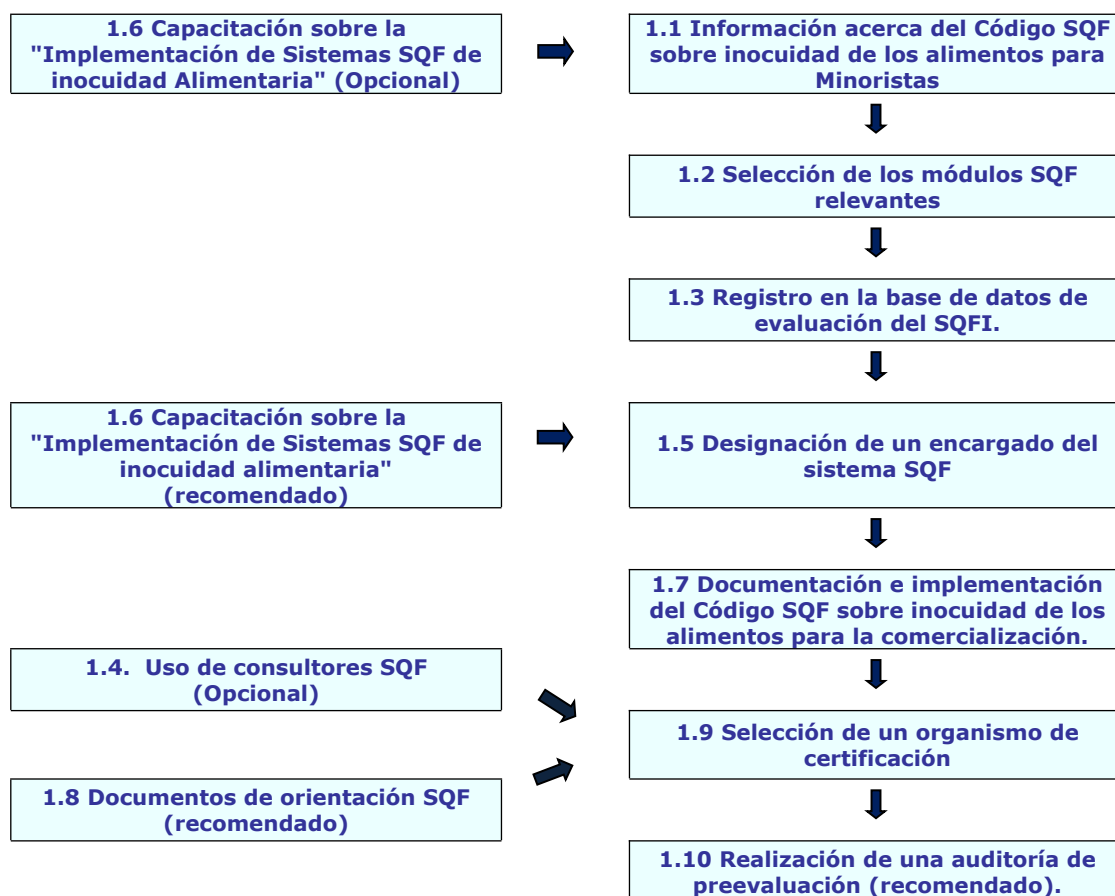 1.6 Capacitación sobre la
"Implementación de Sistemas SQF de
inocuidad Alimentaria" (Opcional)
1.1 Información acerca del Código SQF
sobre inocuidad de los alimentos para
Minoristas
1.2 Selección de los módulos SQF
relevantes
1.3 Registro en la base de datos de
evaluación del SQFI.
1.6 Capacitación sobre la
"Implementación de Sistemas SQF de
inocuidad alimentaria"
(recomendado)
1.5 Designación de un encargado del
sistema SQF
1.7 Documentación e implementación
del Código SQF sobre inocuidad de los
alimentos para la comercialización.
1.4. Uso de consultores SQF
(Opcional)
1.9 Selección de un organismo de
certificación
1.8 Documentos de orientación SQF
(recomendado)
1.10 Realización de una auditoría de
preevaluación (recomendado).